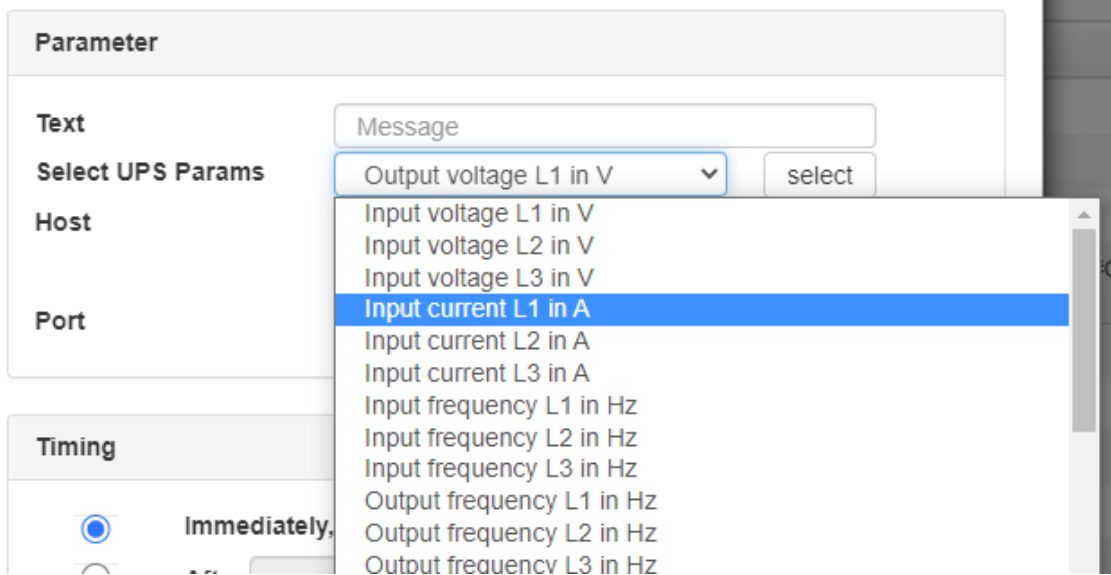 Parameter
Text
Message
Select UPS Params
Output voltage L1 in V
select
Host
Input voltage L1 in V
Input voltage L2 in V
Input voltage L3 in V
Input current L1 in A
Port
Input current L2 in A
Input current L3 in A
Input frequency L1 in Hz
Input frequency L2 in Hz
Timing
Input frequency L3 in Hz
Output frequency L1 in Hz
Immediately,
Output frequency L2 in Hz
Output frequency L3 in Hz